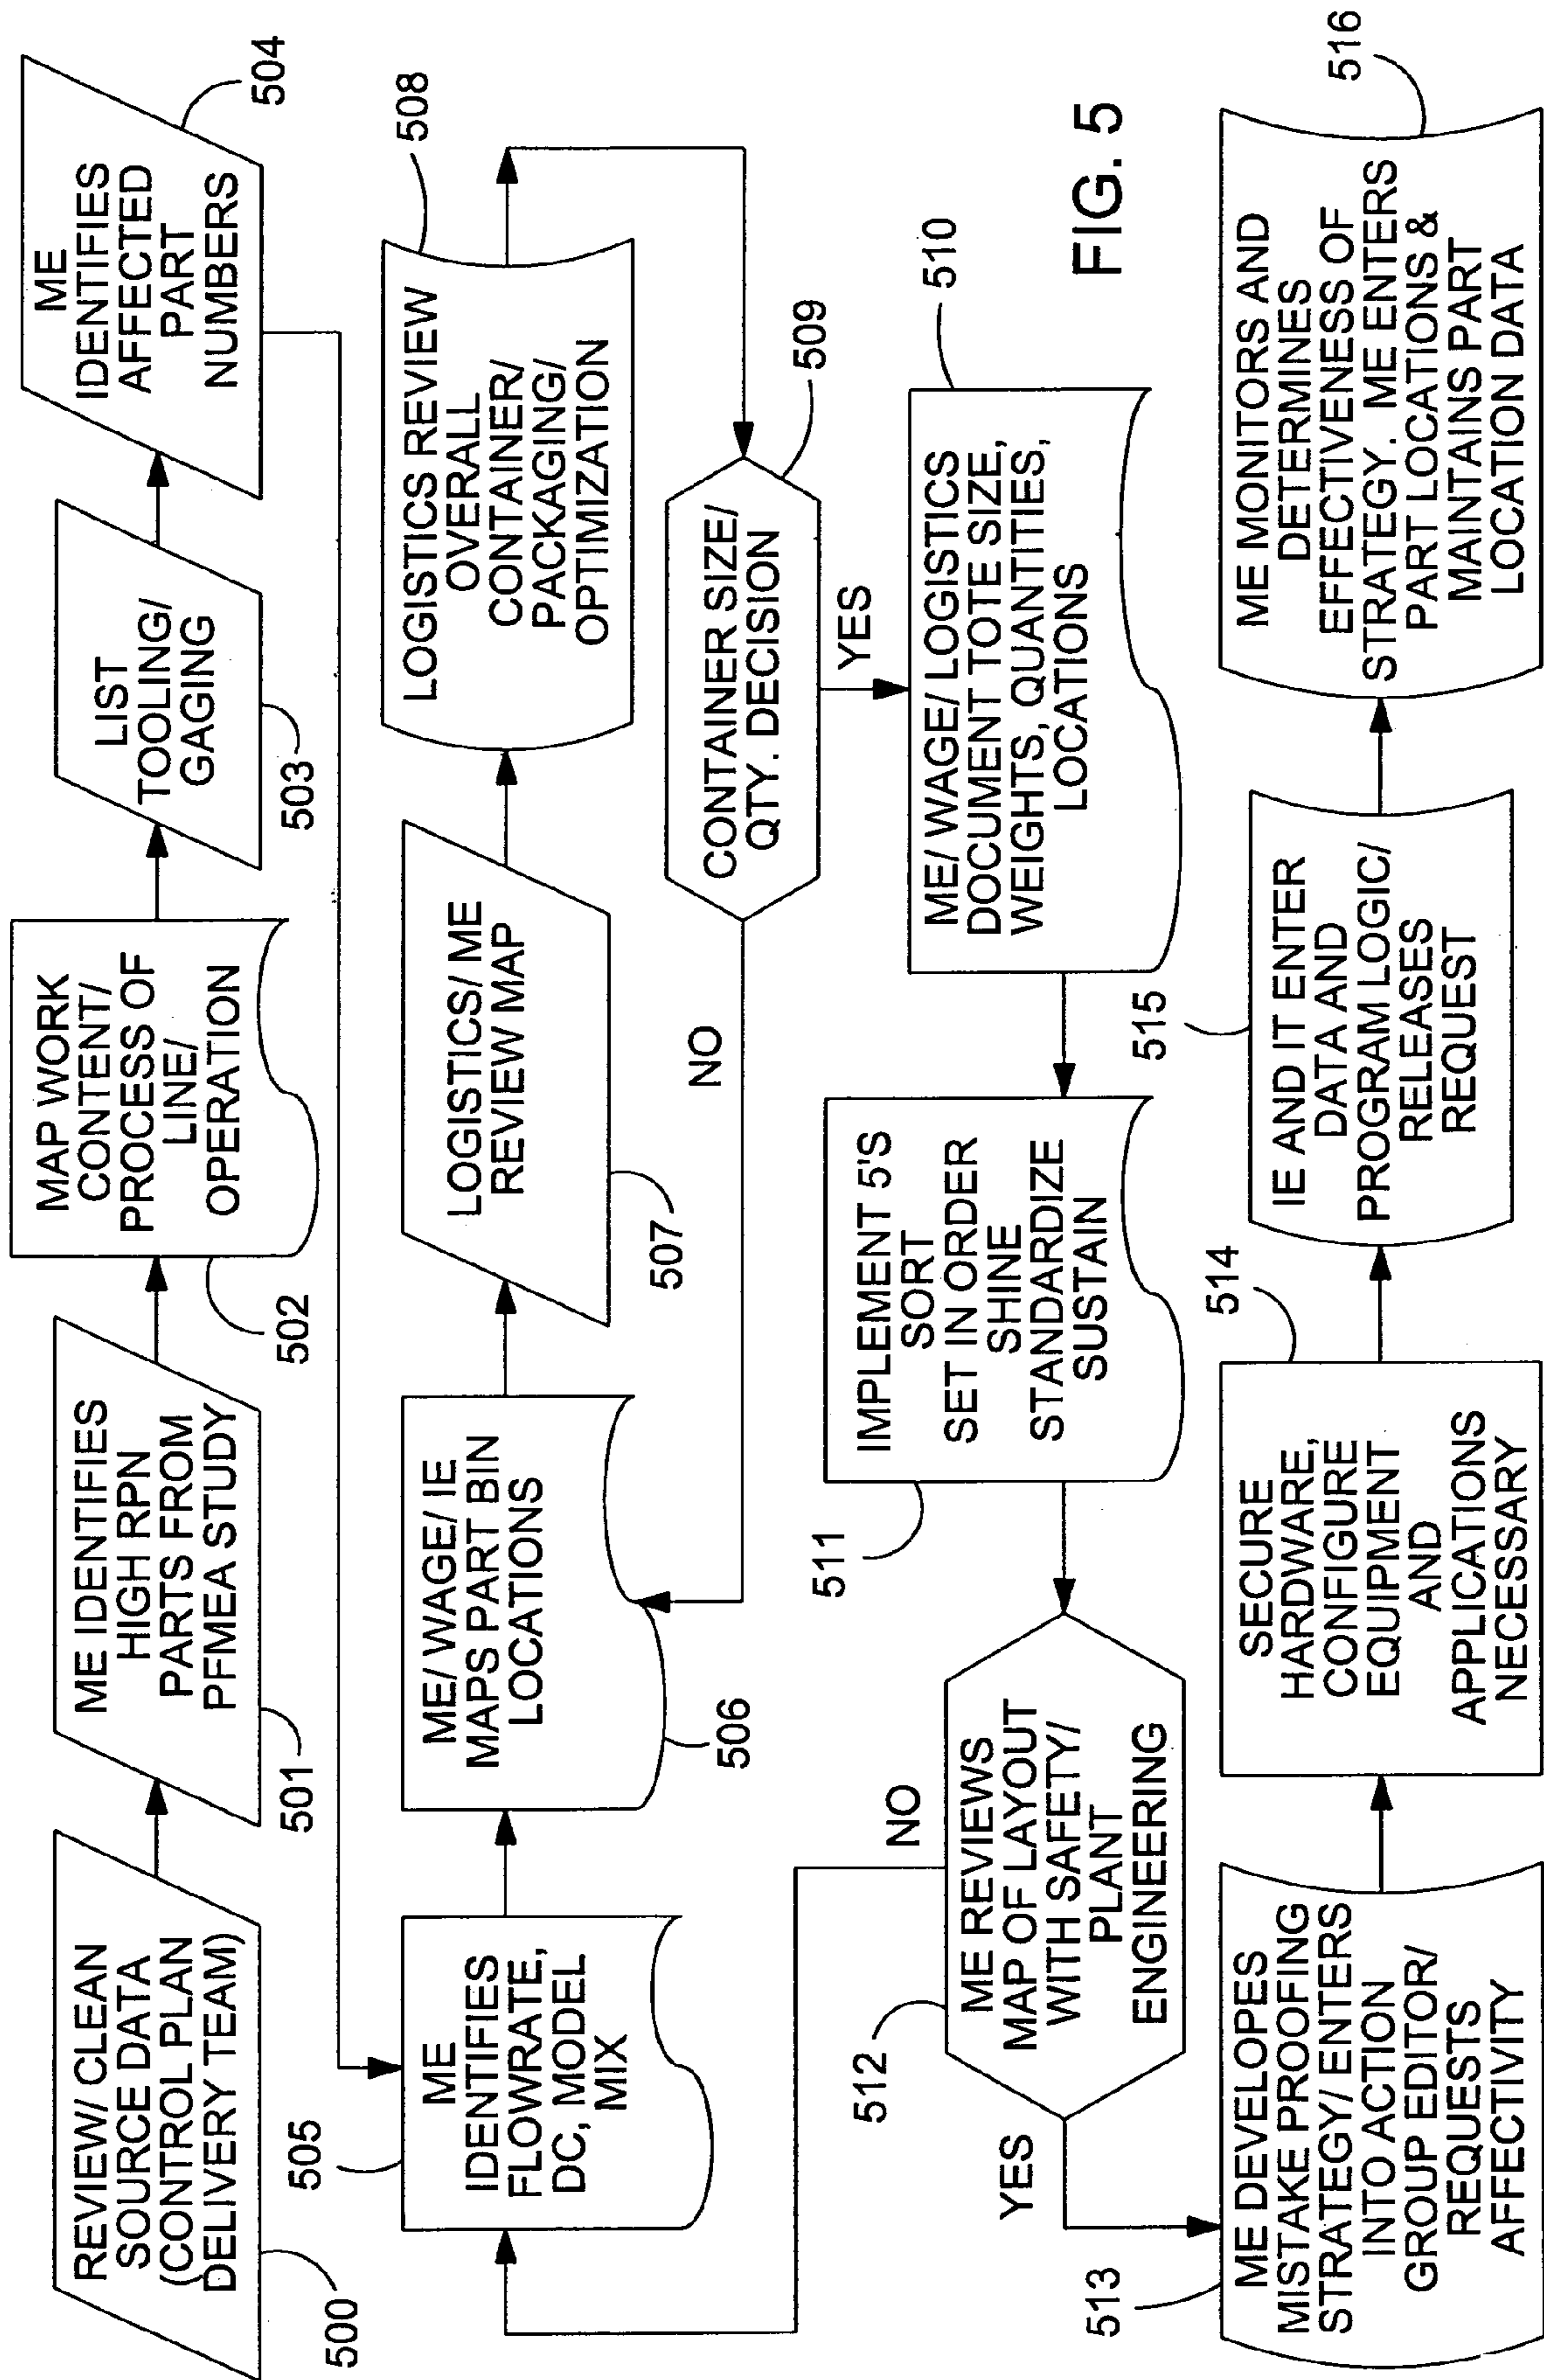 REVIEW/ CLEAN
SOURCE DATA
(CONTROL PLAN
DELIVERY TEAM)
500
ME IDENTIFIES
HIGH RPN
PARTS FROM
PFMEA STUDY
501
MAP WORK
CONTENT/
PROCESS OF
LINE/
OPERATION
502
LIST
TOOLING/
GAGING
503
ME
IDENTIFIES
AFFECTED
PART
NUMBERS
504
505
ME
IDENTIFIES
FLOWRATE,
DC, MODEL
MIX
ME/ WAGE/ IE
MAPS PART BIN
LOCATIONS
506
LOGISTICS/ ME
REVIEW MAP
507
LOGISTICS REVIEW
OVERALL
CONTAINER/
PACKAGING/
OPTIMIZATION
508
CONTAINER SIZE/
QTY. DECISION
509
NO
YES
ME/ WAGE/ LOGISTICS
DOCUMENT TOTE SIZE,
WEIGHTS, QUANTITIES,
LOCATIONS
510
IMPLEMENT 5'S
SORT
SET IN ORDER
SHINE
STANDARDIZE
SUSTAIN
511
NO
ME REVIEWS
MAP OF LAYOUT
WITH SAFETY/
PLANT
ENGINEERING
512
YES
513
ME DEVELOPES
MISTAKE PROOFING
STRATEGY/ ENTERS
INTO ACTION
GROUP EDITOR/
REQUESTS
AFFECTIVITY
514
SECURE
HARDWARE,
CONFIGURE
EQUIPMENT
AND
APPLICATIONS
NECESSARY
515
IE AND IT ENTER
DATA AND
PROGRAM LOGIC/
RELEASES
REQUEST
ME MONITORS AND
DETERMINES
EFFECTIVENESS OF
STRATEGY. ME ENTERS
PART LOCATIONS &
MAINTAINS PART
LOCATION DATA
516
FIG. 5